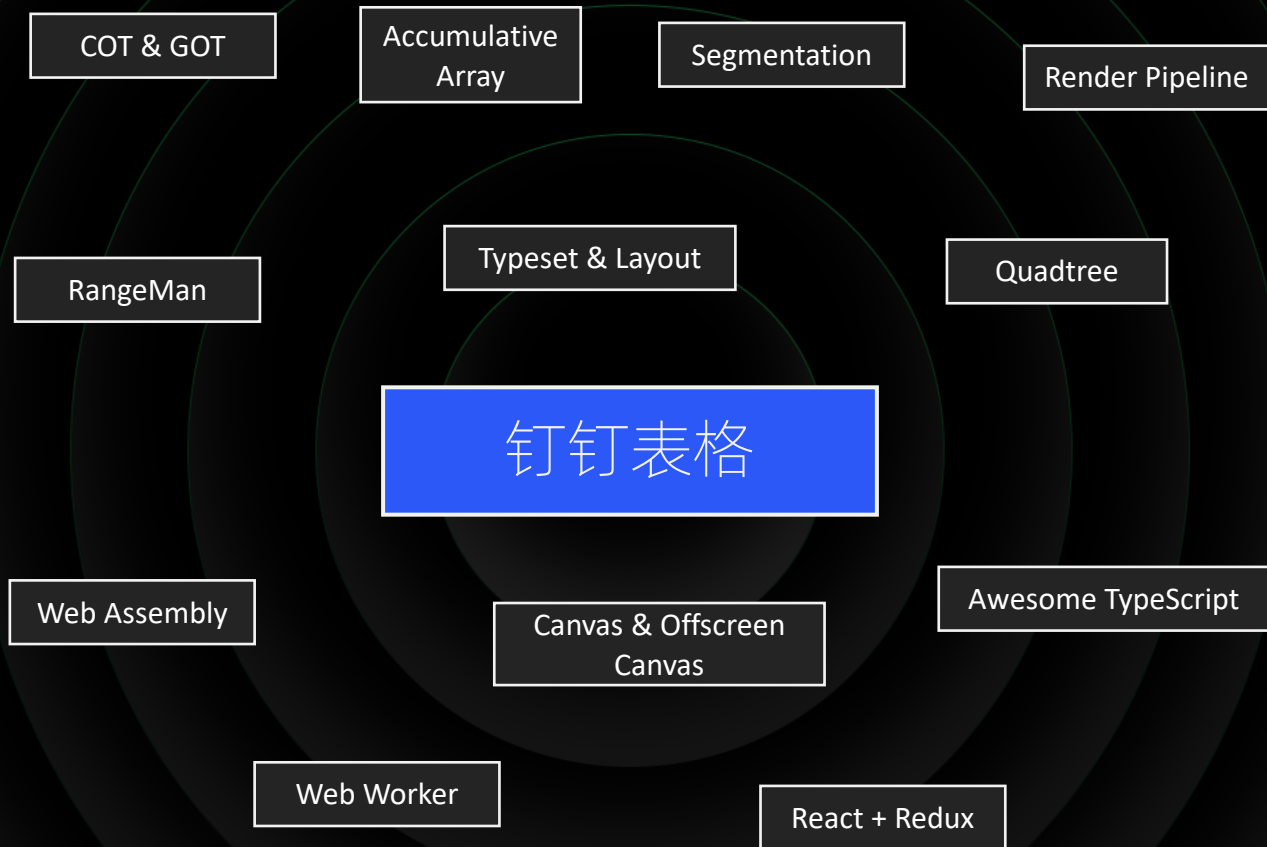 COT & GOT
Accumulative
Array
Segmentation
Render Pipeline
RangeMan
Typeset & Layout
Quadtree
钉钉表格
Web Assembly
Canvas & Offscreen
Canvas
Awesome TypeScript
Web Worker
React + Redux